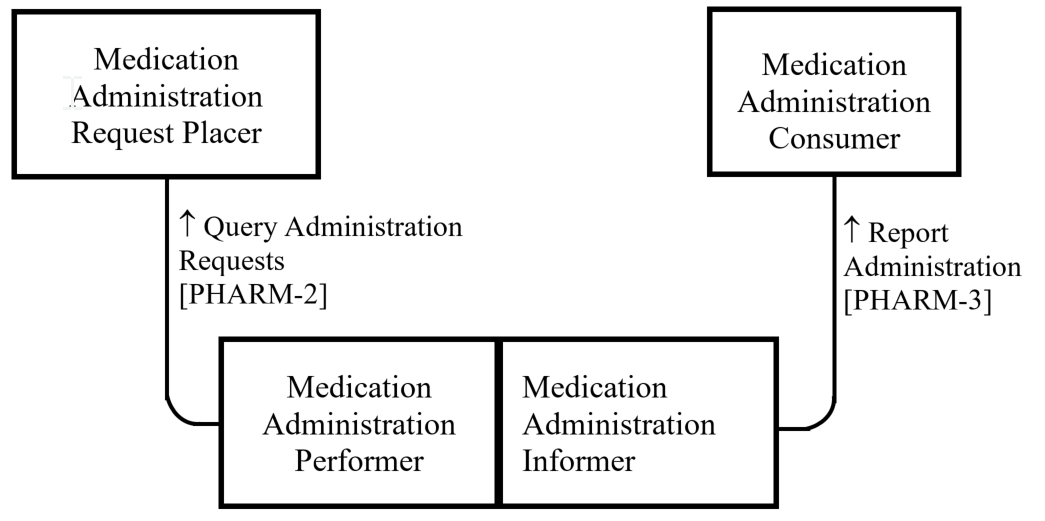 Medication
Administration
Request Placer
Medication
Administration
Consumer
↑ Query Administration
Requests
[PHARM-2]
↑ Report
Administration
[PHARM-3]
Medication
Administration
Performer
Medication
Administration
Informer